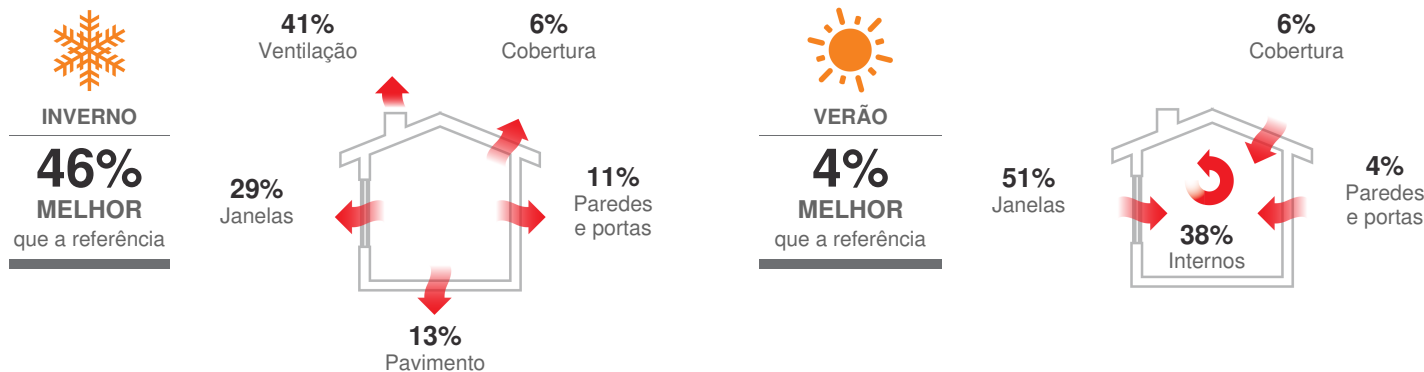 INVERNO
46%
MELHOR
que a referência
41%
Ventilação
6%
Cobertura
29%
Janelas
11%
Paredes
e portas
13%
Pavimento
VERÃO
4%
MELHOR
que a referência
6%
Cobertura
51%
Janelas
4%
Paredes
e portas
38%
Internos